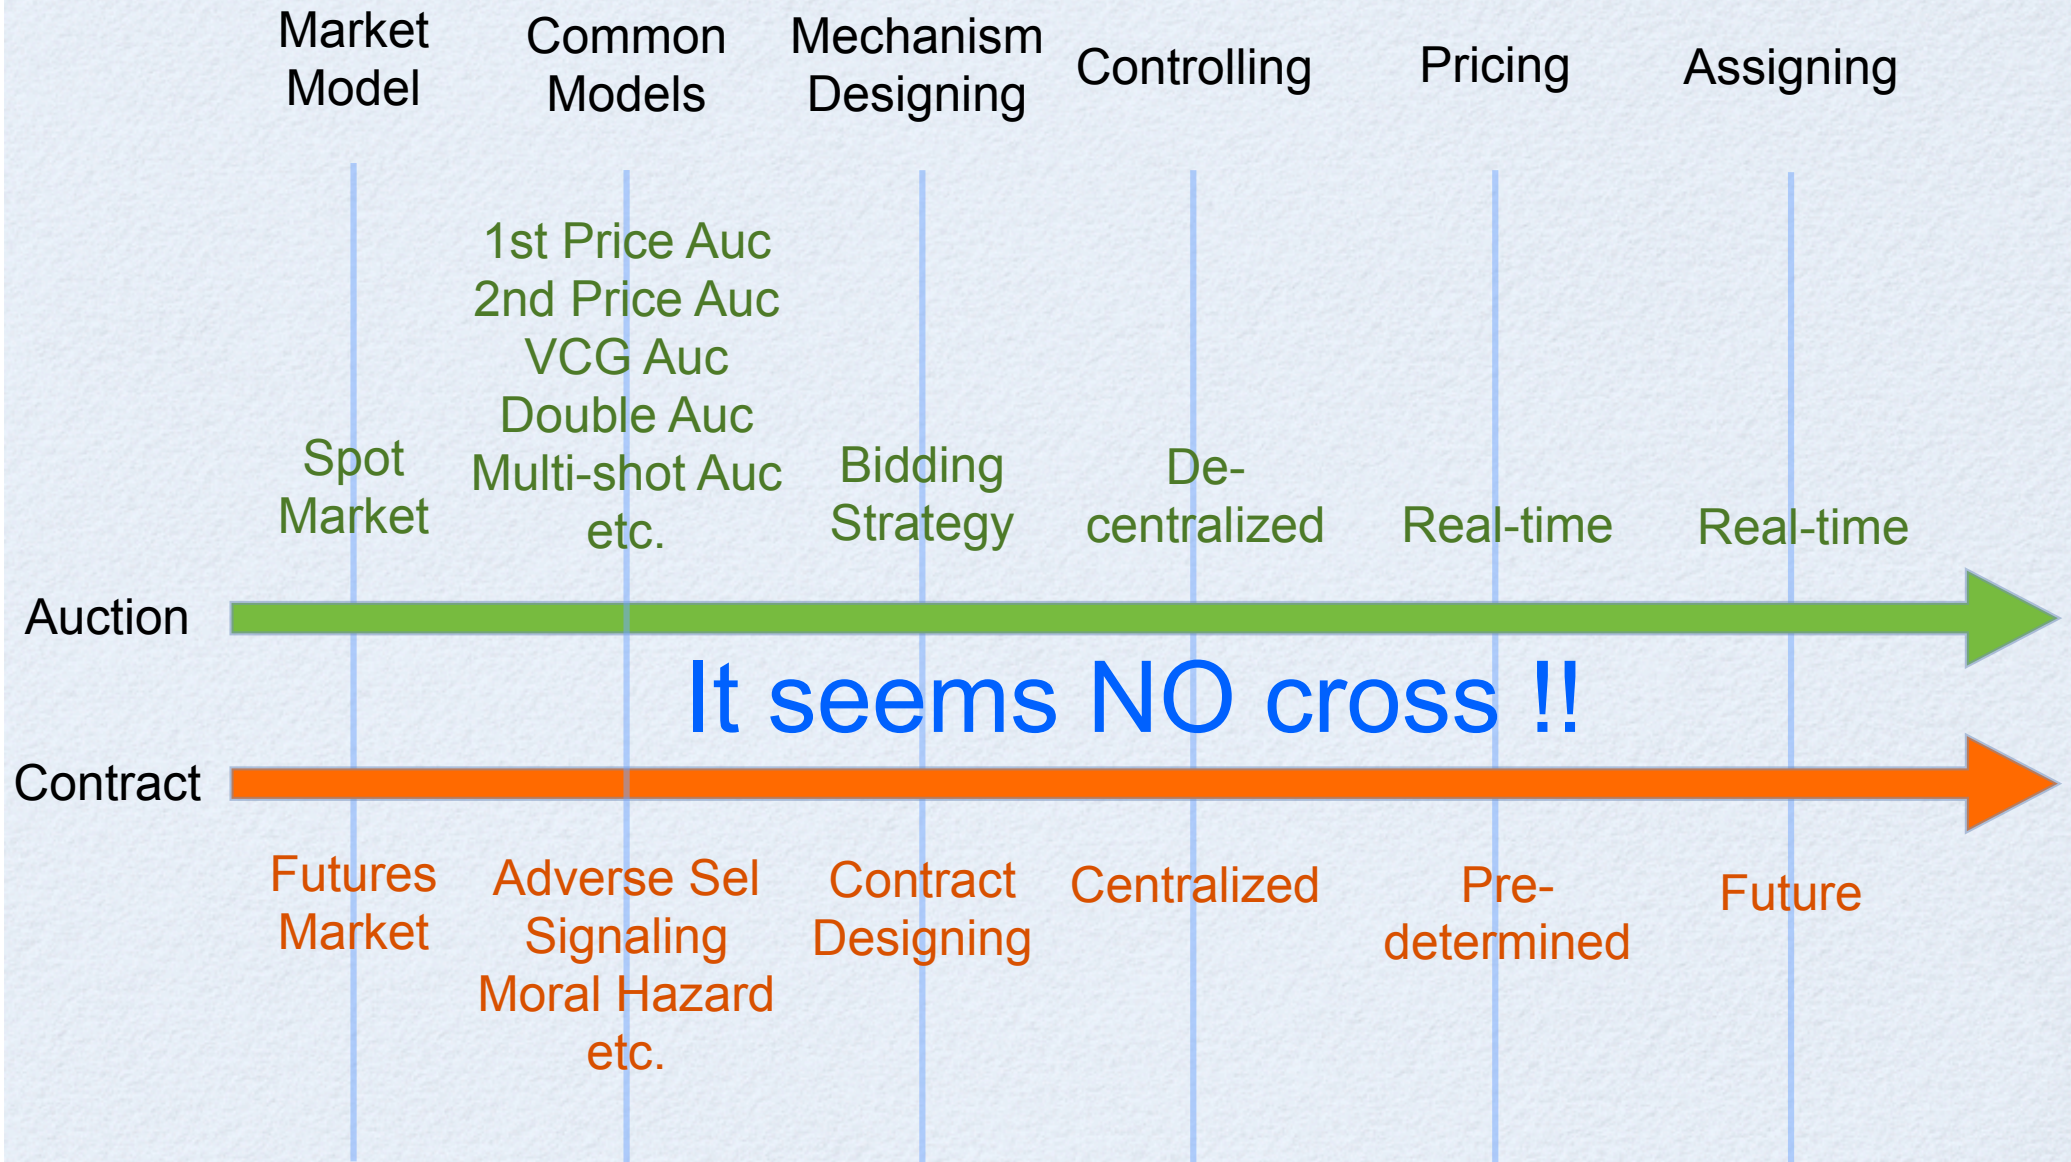 Market
Model
Common
Models
Mechanism
Designing
Controlling
Pricing
Assigning
Spot
Market
1st Price Auc
2nd Price Auc
VCG Auc
Double Auc
Multi-shot Auc
etc.
Bidding
Strategy
De-
centralized
Real-time
Real-time
Auction
It seems NO cross !!
Contract
Futures
Market
Adverse Sel
Signaling
Moral Hazard
etc.
Contract
Designing
Centralized
Pre-
determined
Future